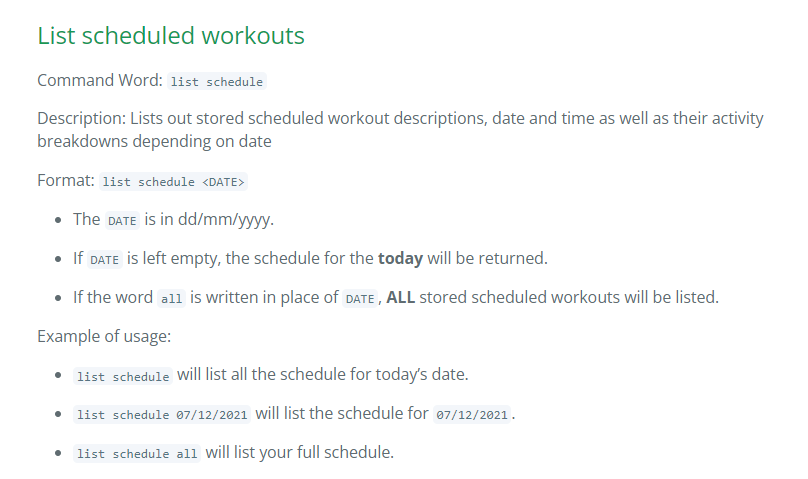 List scheduled workouts
Command Word: list schedule
Description: Lists out stored scheduled workout descriptions, date and time as well as their activity
breakdowns depending on date
Format: list schedule <DATE>
The DATE is in dd/mm/yyyy.
If DATE is left empty, the schedule for the today will be returned.
If the word all is written in place of DATE, ALL stored scheduled workouts will be listed.
Example of usage:
list schedule will list all the schedule for today’s date.
list schedule 07/12/2021 will list the schedule for 07/12/2021.
list schedule all will list your full schedule.